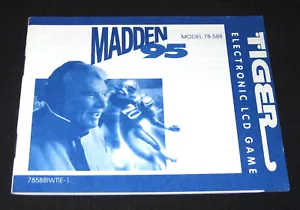 MADDEN
95
MODEL 78-588
TIGER
ELECTRONIC LCD GAME
78588IWTIE-1